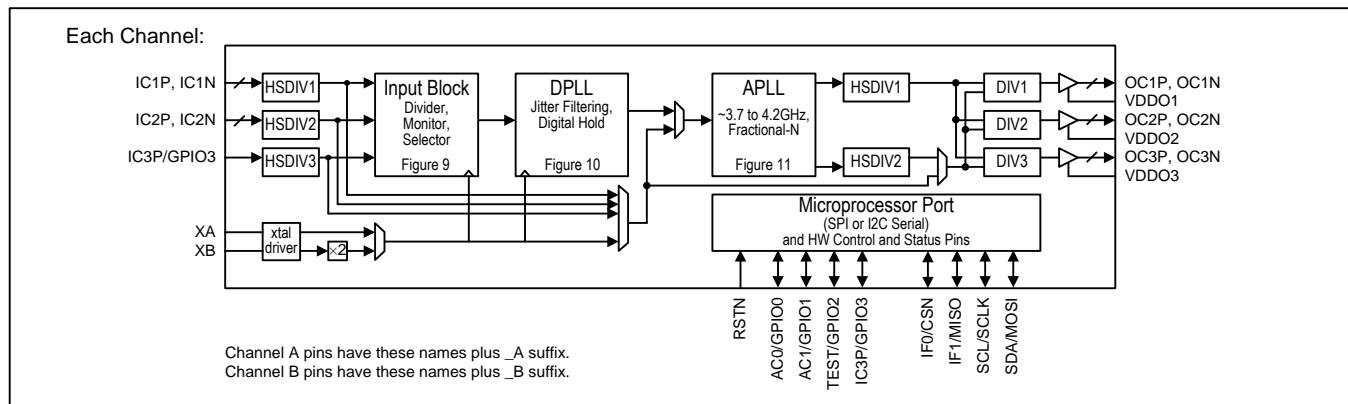 Each Channel:
IC1P, IC1N
IC2P, IC2N
IC3P/GPIO3
XA
XB
HSDIV1
HSDIV2
HSDIV3
xtal
driver
×2
Input Block
Divider,
Monitor,
Selector
Figure 9
DPLL
Jitter Filtering,
Digital Hold
Figure 10
APLL
~3.7 to 4.2GHz,
Fractional-N
Figure 11
HSDIV1
HSDIV2
DIV1
DIV2
DIV3
OC1P, OC1N
VDDO1
OC2P, OC2N
VDDO2
OC3P, OC3N
VDDO3
Microprocessor Port
(SPI or I2C Serial)
and HW Control and Status Pins
RSTN
AC0/GPIO0
AC1/GPIO1
TEST/GPIO2
IC3P/GPIO3
IF0/CSN
IF1/MISO
SCL/SCLK
SDA/MOSI
Channel A pins have these names plus _A suffix.
Channel B pins have these names plus _B suffix.